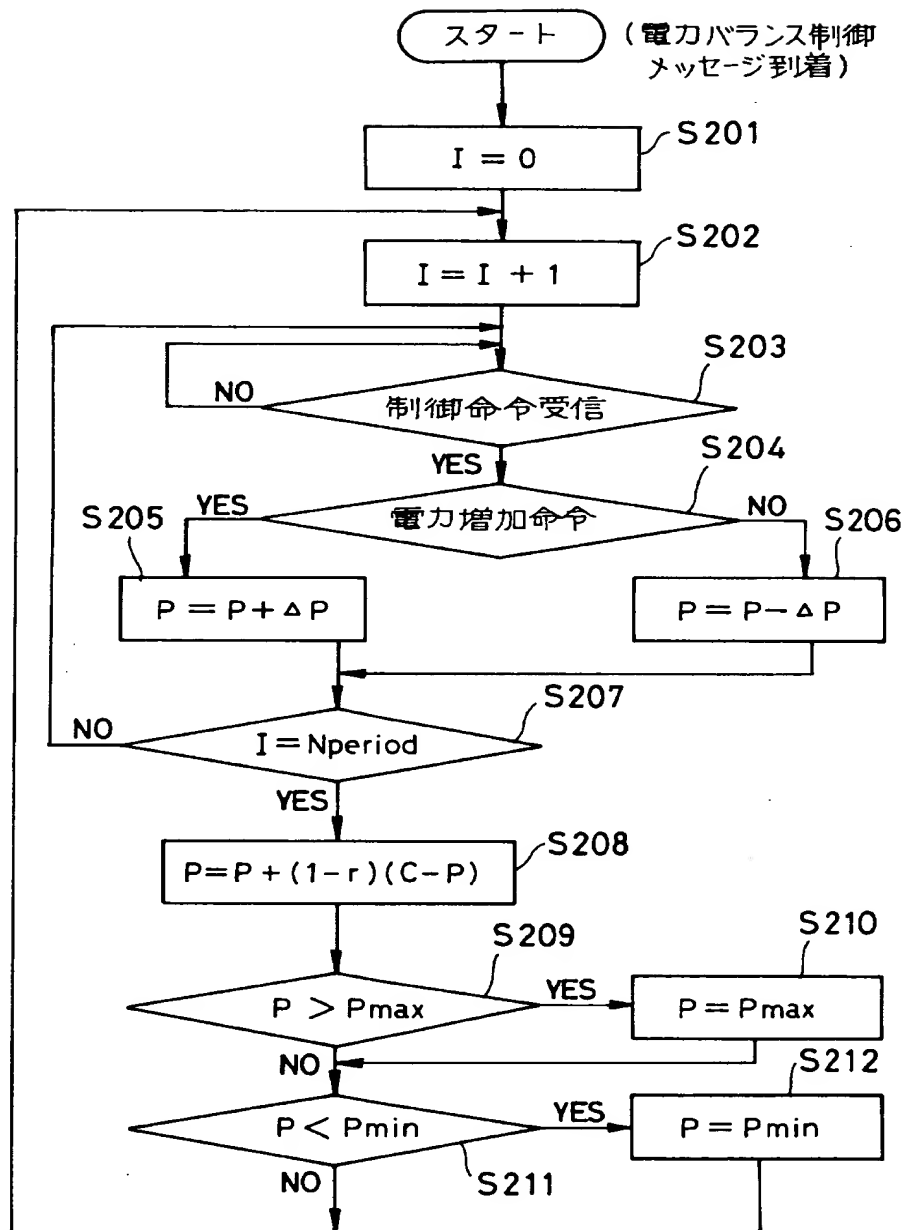 スタート
(電力バランス制御
メッセージ到着)
S201
I = 0
S202
I = I + 1
S203
NO
制御命令受信
YES
S204
YES
電力増加命令
NO
S205
S206
P = P + ΔP
P = P - ΔP
S207
NO
I = Nperiod
YES
S208
P = P + (1 - r)(C - P)
S209
S210
P > Pmax
YES
P = Pmax
NO
S212
P < Pmin
YES
P = Pmin
S211
NO